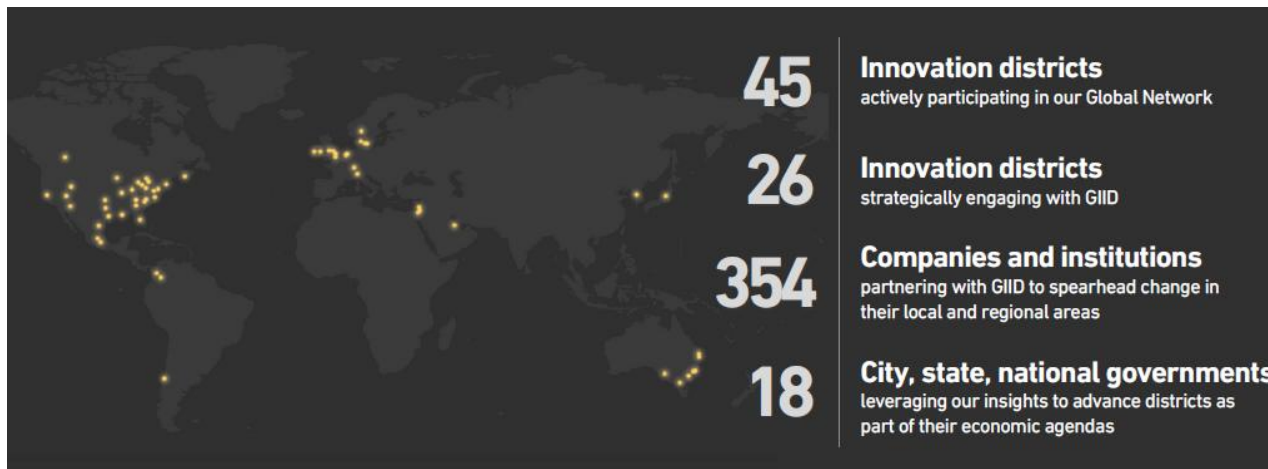 45
Innovation districts
actively participating in our Global Network
26
Innovation districts
strategically engaging with GIID
354
Companies and institutions
partnering with GIID to spearhead change in
their local and regional areas
18
City, state, national governments
leveraging our insights to advance districts as
part of their economic agendas